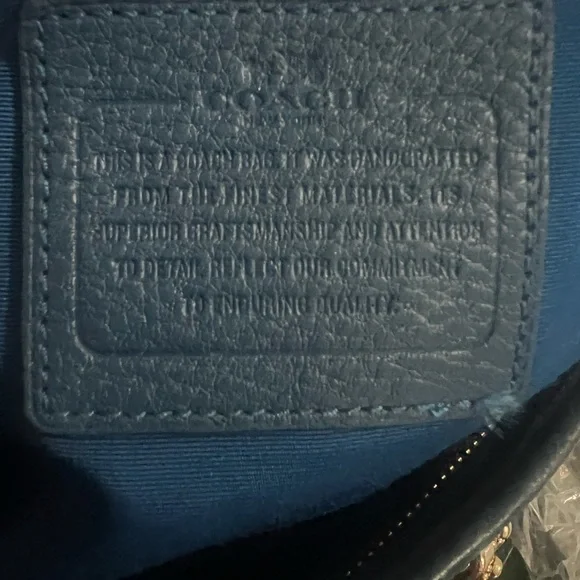 COACH
NEW YORK
THIS IS A COACH BAG. IT WAS HANDCRAFTED
FROM THE FINEST MATERIALS. ITS
SUPERIOR CRAFTSMANSHIP AND ATTENTION
TO DETAIL REFLECT OUR COMMITMENT
TO ENDURING QUALITY.